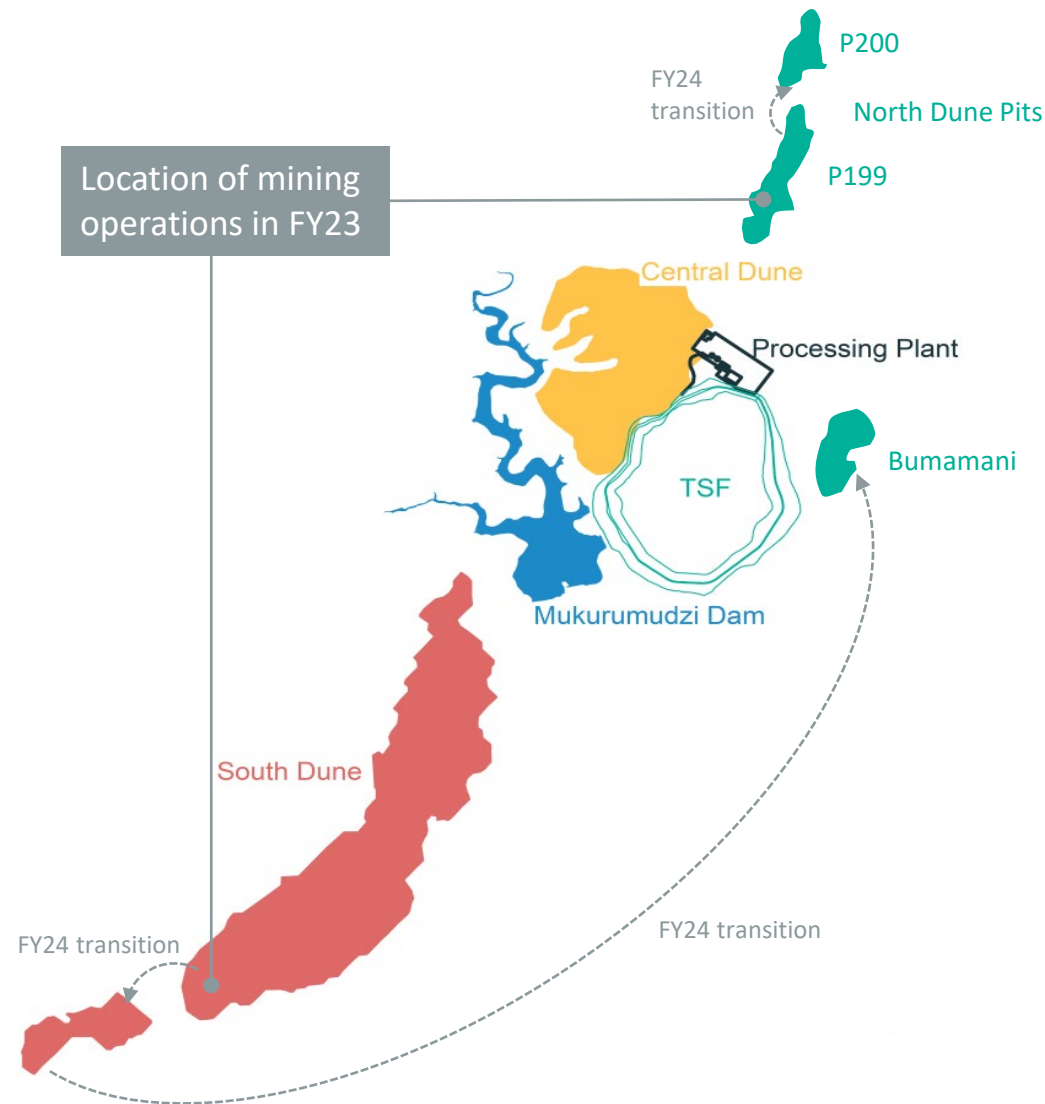 P200
FY24
transition
North Dune Pits
Location of mining
operations in FY23
P199
Central Dune
Processing Plant
Bumamani
TSF
Mukurumudzi Dam
South Dune
FY24 transition
FY24 transition